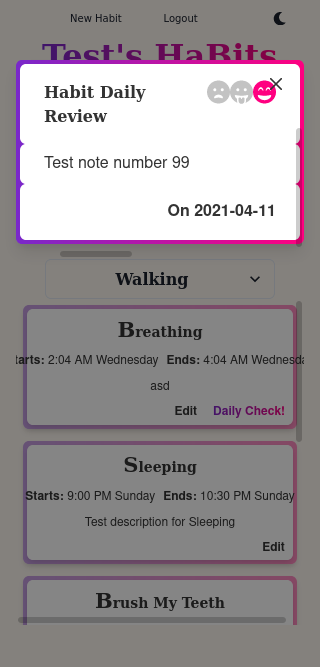 New Habit Logout
Test's HaBits
Habit Daily
Review
Test note number 99
On 2021-04-11
Walking
Breathing
arts: 2:04 AM Wednesday Ends: 4:04 AM Wednesda
asd
Edit Daily Check!
Sleeping
Starts: 9:00 PM Sunday Ends: 10:30 PM Sunday
Test description for Sleeping
Edit
Brush My Teeth